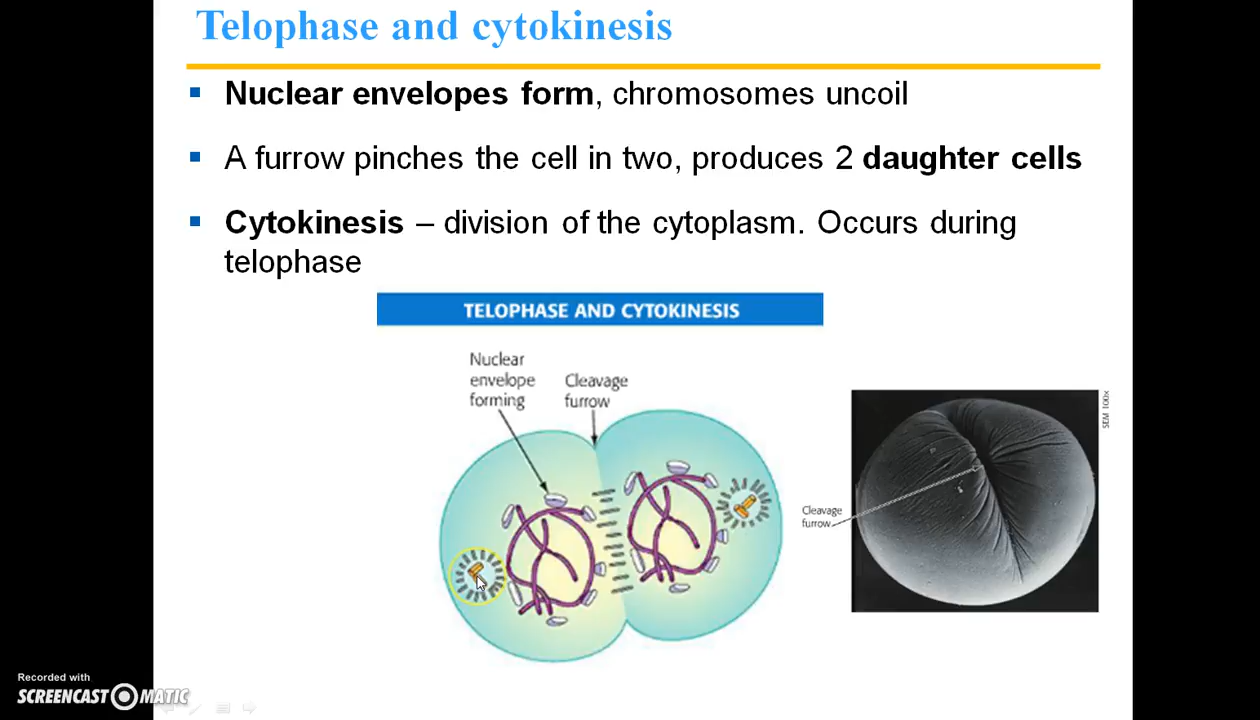 Telophase and cytokinesis
Nuclear envelopes form, chromosomes uncoil
A furrow pinches the cell in two, produces 2 daughter cells
Cytokinesis – division of the cytoplasm. Occurs during
telophase
TELOPHASE AND CYTOKINESIS
Nuclear
envelope
forming
Cleavage
furrow
SEM 100x
Cleavage
furrow
Recorded with
SCREENCAST MATIC